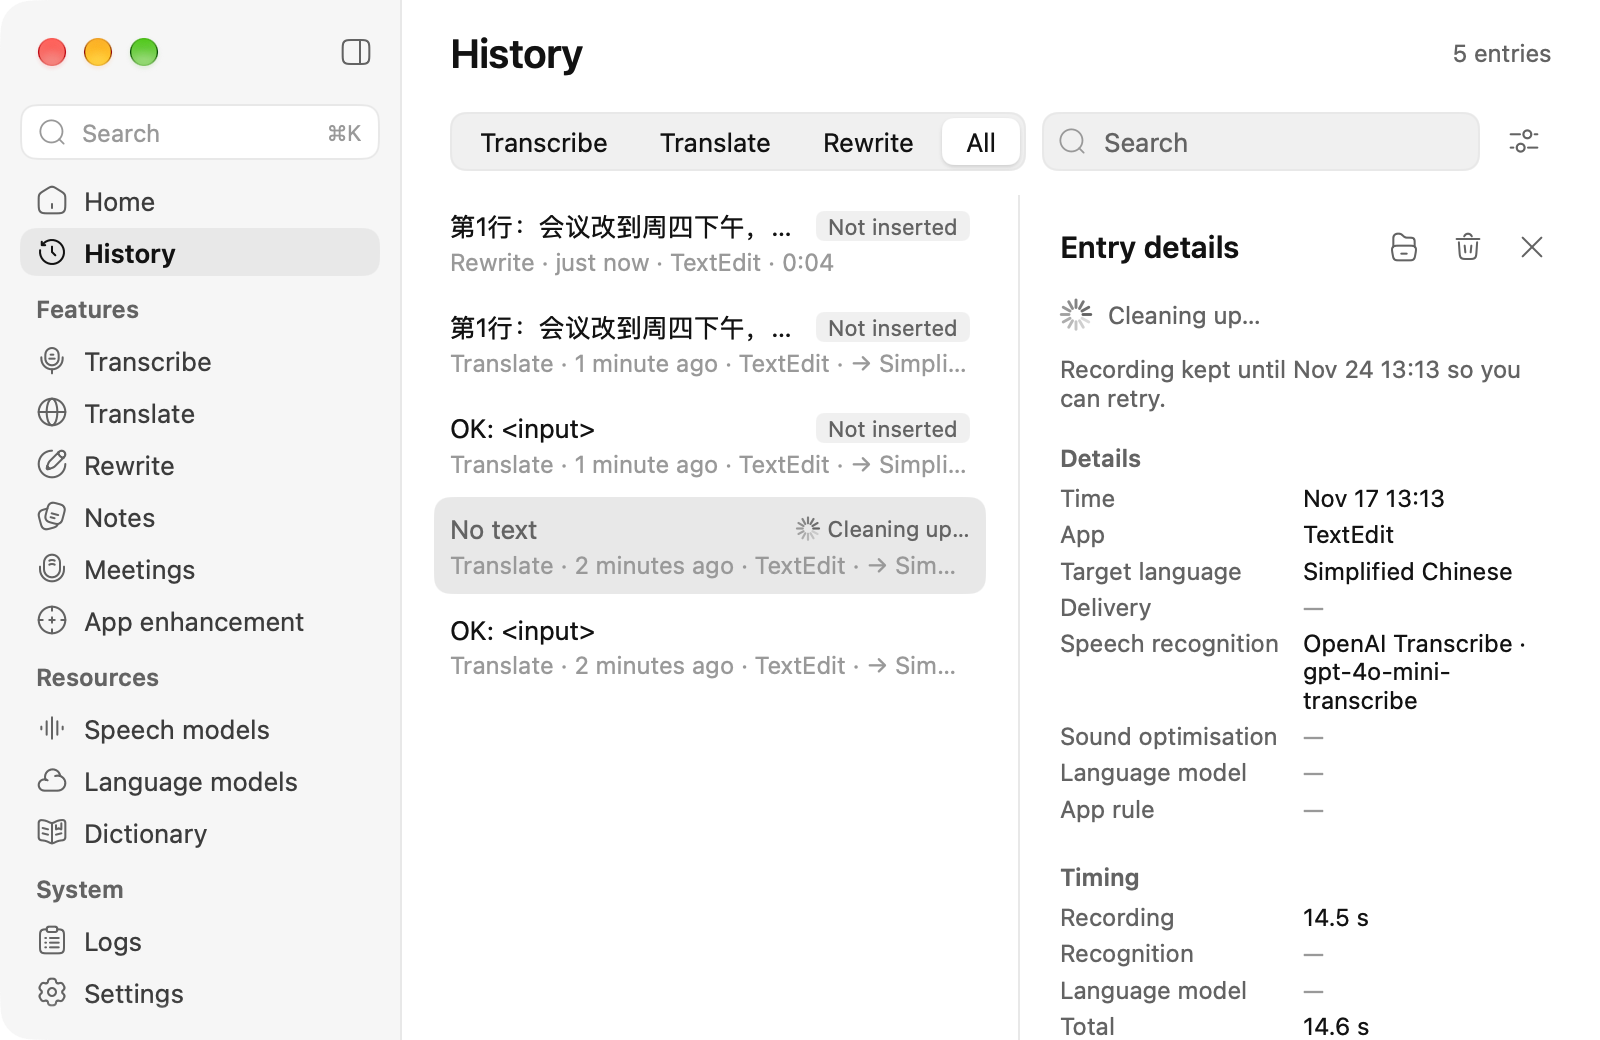 Search ⌘K
Home
History
Features
Transcribe
Translate
Rewrite
Notes
Meetings
App enhancement
Resources
Speech models
Language models
Dictionary
System
Logs
Settings
History
5 entries
Transcribe Translate Rewrite All
Search
第1行：会议改到周四下午，... Not inserted
Rewrite · just now · TextEdit · 0:04
第1行：会议改到周四下午，... Not inserted
Translate · 1 minute ago · TextEdit · → Simpli...
OK: <input> Not inserted
Translate · 1 minute ago · TextEdit · → Simpli...
No text Cleaning up...
Translate · 2 minutes ago · TextEdit · → Sim...
OK: <input>
Translate · 2 minutes ago · TextEdit · → Sim...
Entry details
Cleaning up...
Recording kept until Nov 24 13:13 so you
can retry.
Details
Time Nov 17 13:13
App TextEdit
Target language Simplified Chinese
Delivery —
Speech recognition OpenAI Transcribe ·
gpt-4o-mini-
transcribe
Sound optimisation —
Language model —
App rule —
Timing
Recording 14.5 s
Recognition —
Language model —
Total 14.6 s